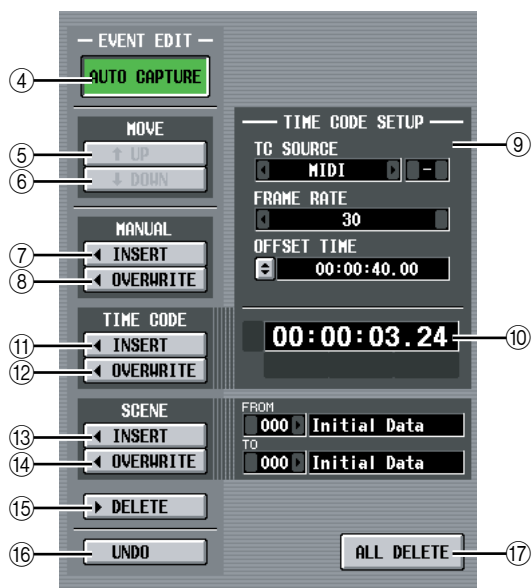 — EVENT EDIT —
④ AUTO CAPTURE
MOVE
⑤ ↑ UP
⑥ ↓ DOWN
MANUAL
⑦ INSERT
⑧ OVERWRITE
TIME CODE
⑪ INSERT
⑫ OVERWRITE
SCENE
⑬ INSERT
⑭ OVERWRITE
⑮ DELETE
⑯ UNDO
— TIME CODE SETUP —
⑨
TC SOURCE
MIDI -
FRAME RATE
30
OFFSET TIME
00:00:40.00
00:00:03.24 ⑩
FROM
000 Initial Data
TO
000 Initial Data
ALL DELETE ⑰